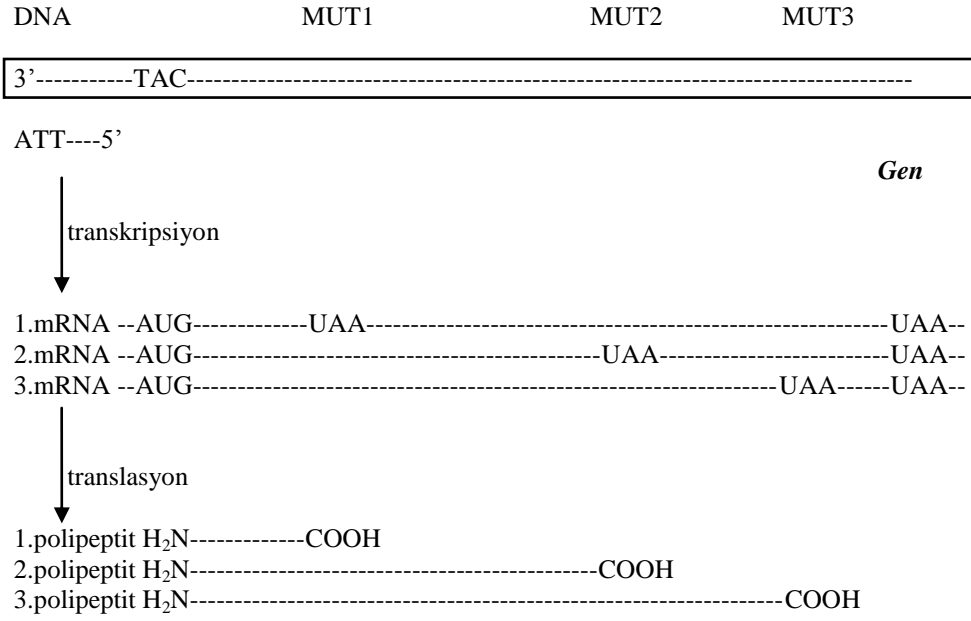 DNA MUT1 MUT2 MUT3
3’-----------TAC----------------------------------------------------------------------------------
ATT----5’
Gen
transkripsiyon
1.mRNA --AUG-------------UAA-----------------------------------------------------------UAA--
2.mRNA --AUG----------------------------------------------UAA--------------------------UAA--
3.mRNA --AUG------------------------------------------------------------------UAA------UAA--
translasyon
1.polipeptit H₂N-------------COOH
2.polipeptit H₂N----------------------------------------------COOH
3.polipeptit H₂N-------------------------------------------------------------------COOH